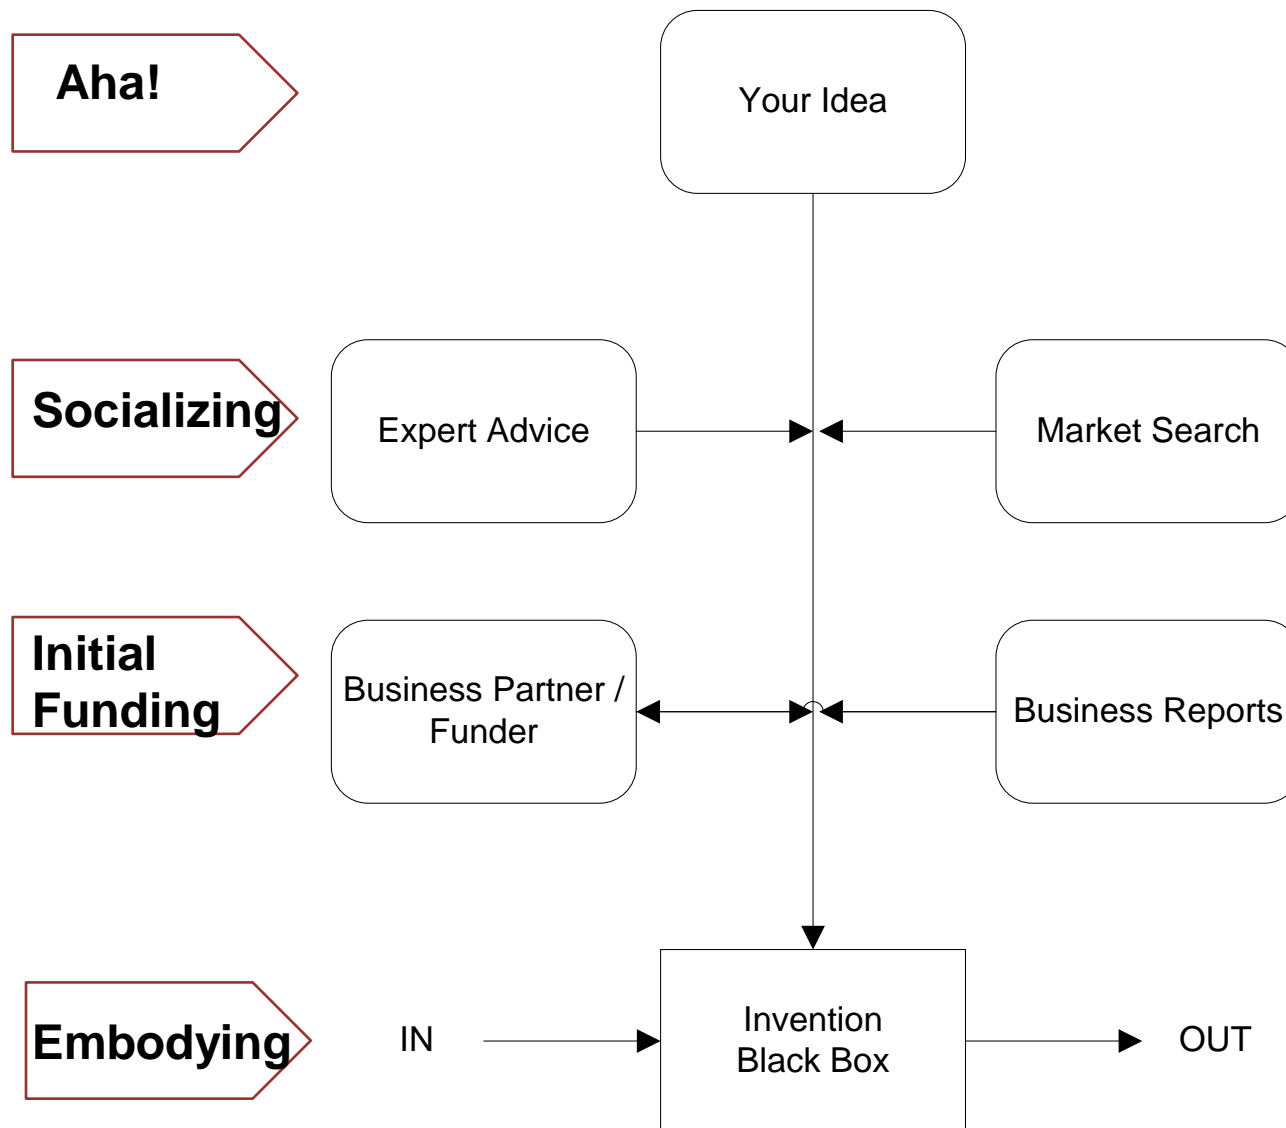 Aha!
Your Idea
Socializing
Expert Advice
Market Search
Initial
Funding
Business Partner /
Funder
Business Reports
Embodying
IN
Invention
Black Box
OUT